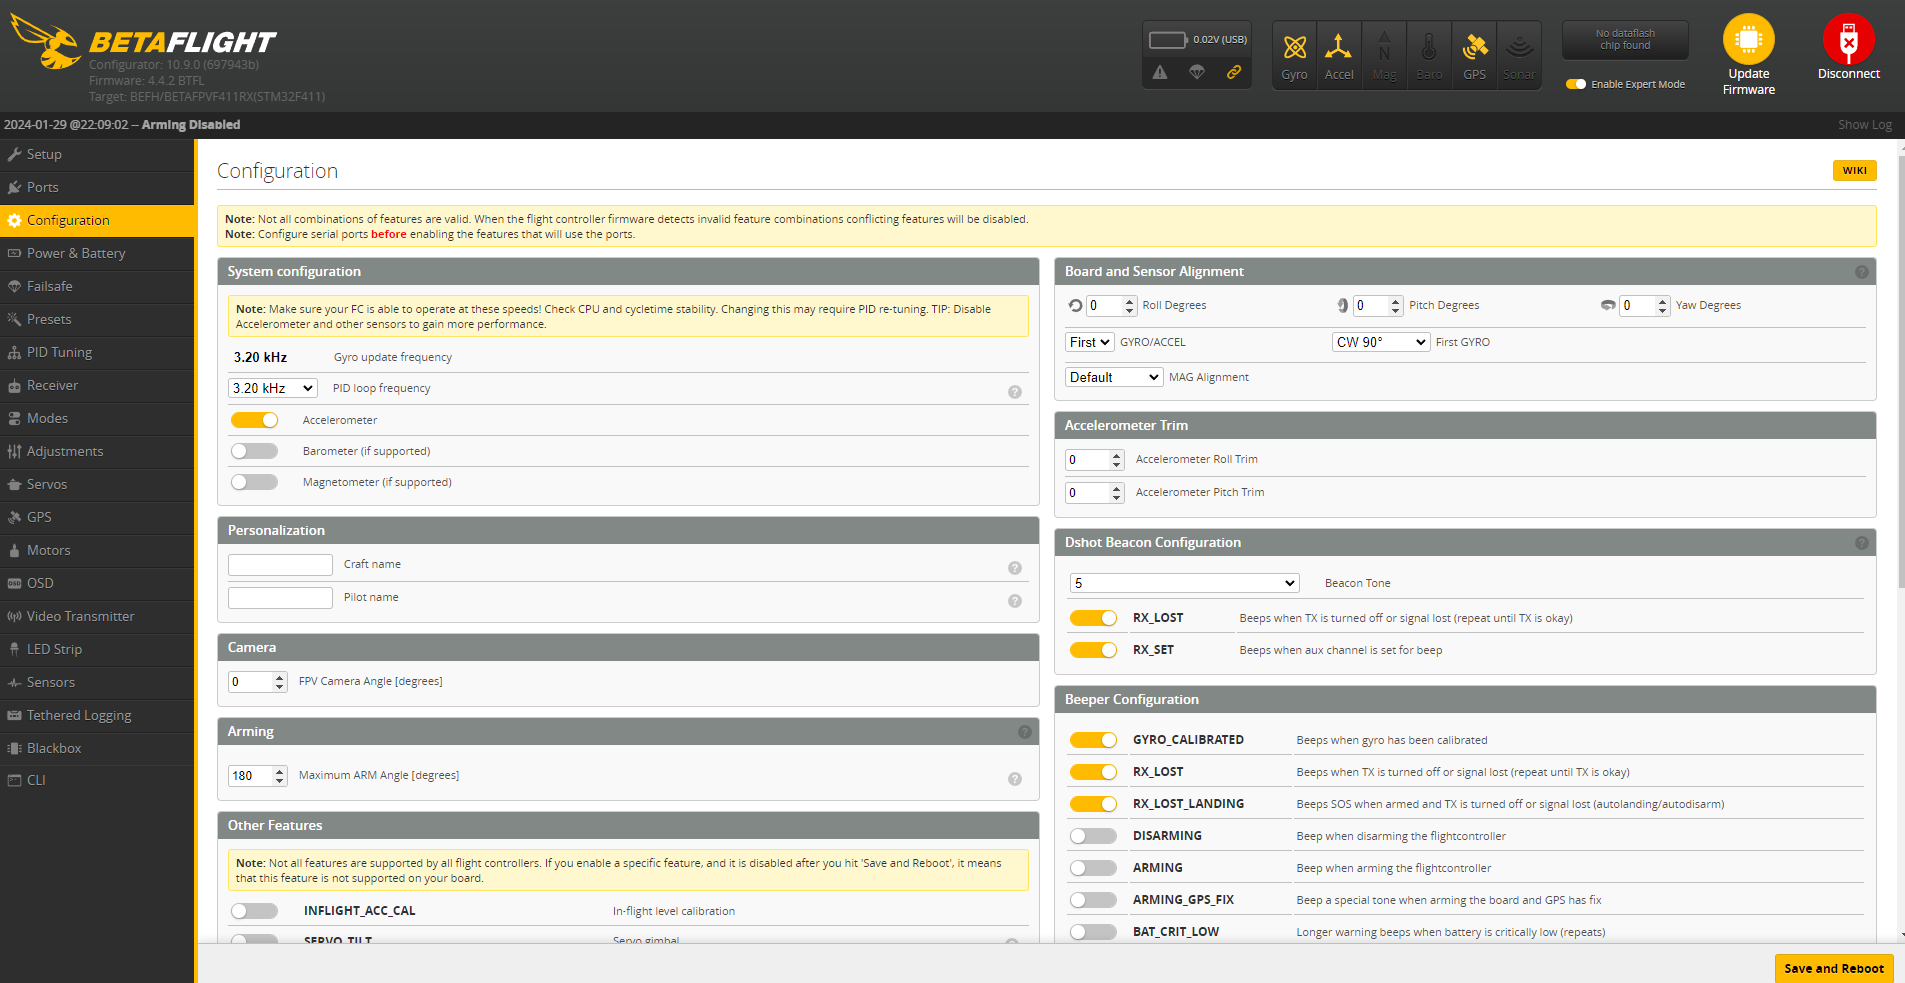 BETAFLIGHT
Configurator: 10.9.0 (697943b)
Firmware: 4.4.2 BTFL
Target: BEFH/BETAFPVF411RX(STM32F411)
0.02V (USB)
Gyro
Accel
Mag
Baro
GPS
Sonar
No dataflash
chip found
Enable Expert Mode
Update
Firmware
Disconnect
2024-01-29 @22:09:02 -- Arming Disabled
Show Log
Setup
Ports
Configuration
Power & Battery
Failsafe
Presets
PID Tuning
Receiver
Modes
Adjustments
Servos
GPS
Motors
OSD
Video Transmitter
LED Strip
Sensors
Tethered Logging
Blackbox
CLI
Configuration
WIKI
Note: Not all combinations of features are valid. When the flight controller firmware detects invalid feature combinations conflicting features will be disabled.
Note: Configure serial ports before enabling the features that will use the ports.
System configuration
Note: Make sure your FC is able to operate at these speeds! Check CPU and cycletime stability. Changing this may require PID re-tuning. TIP: Disable
Accelerometer and other sensors to gain more performance.
3.20 kHz Gyro update frequency
3.20 kHz PID loop frequency
Accelerometer
Barometer (if supported)
Magnetometer (if supported)
Personalization
Craft name
Pilot name
Camera
0 FPV Camera Angle [degrees]
Arming
180 Maximum ARM Angle [degrees]
Other Features
Note: Not all features are supported by all flight controllers. If you enable a specific feature, and it is disabled after you hit 'Save and Reboot', it means
that this feature is not supported on your board.
INFLIGHT_ACC_CAL In-flight level calibration
SERVO_TILT Servo gimbal
Board and Sensor Alignment
0 Roll Degrees 0 Pitch Degrees 0 Yaw Degrees
First GYRO/ACCEL CW 90° First GYRO
Default MAG Alignment
Accelerometer Trim
0 Accelerometer Roll Trim
0 Accelerometer Pitch Trim
Dshot Beacon Configuration
5 Beacon Tone
RX_LOST Beeps when TX is turned off or signal lost (repeat until TX is okay)
RX_SET Beeps when aux channel is set for beep
Beeper Configuration
GYRO_CALIBRATED Beeps when gyro has been calibrated
RX_LOST Beeps when TX is turned off or signal lost (repeat until TX is okay)
RX_LOST_LANDING Beeps SOS when armed and TX is turned off or signal lost (autolanding/autodisarm)
DISARMING Beep when disarming the flightcontroller
ARMING Beep when arming the flightcontroller
ARMING_GPS_FIX Beep a special tone when arming the board and GPS has fix
BAT_CRIT_LOW Longer warning beeps when battery is critically low (repeats)
Save and Reboot